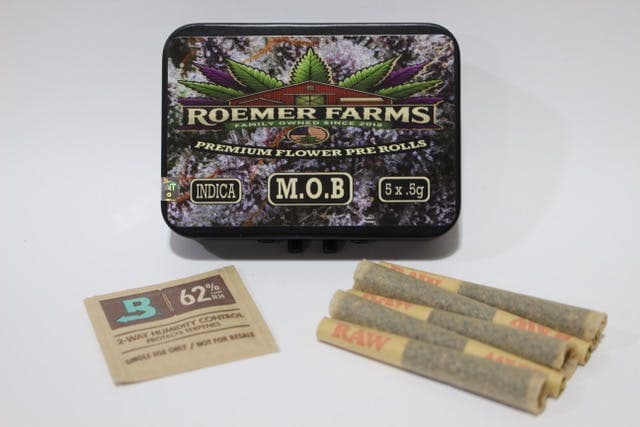 ROEMER FARMS
FAMILY OWNED SINCE 2018
PREMIUM FLOWER PRE ROLLS
INDICA
M.O.B
5 x .5g
62%
RH
2-WAY HUMIDITY CONTROL
PROTECTS TERPENES
SINGLE USE ONLY / NOT FOR RESALE
RAW
RAW